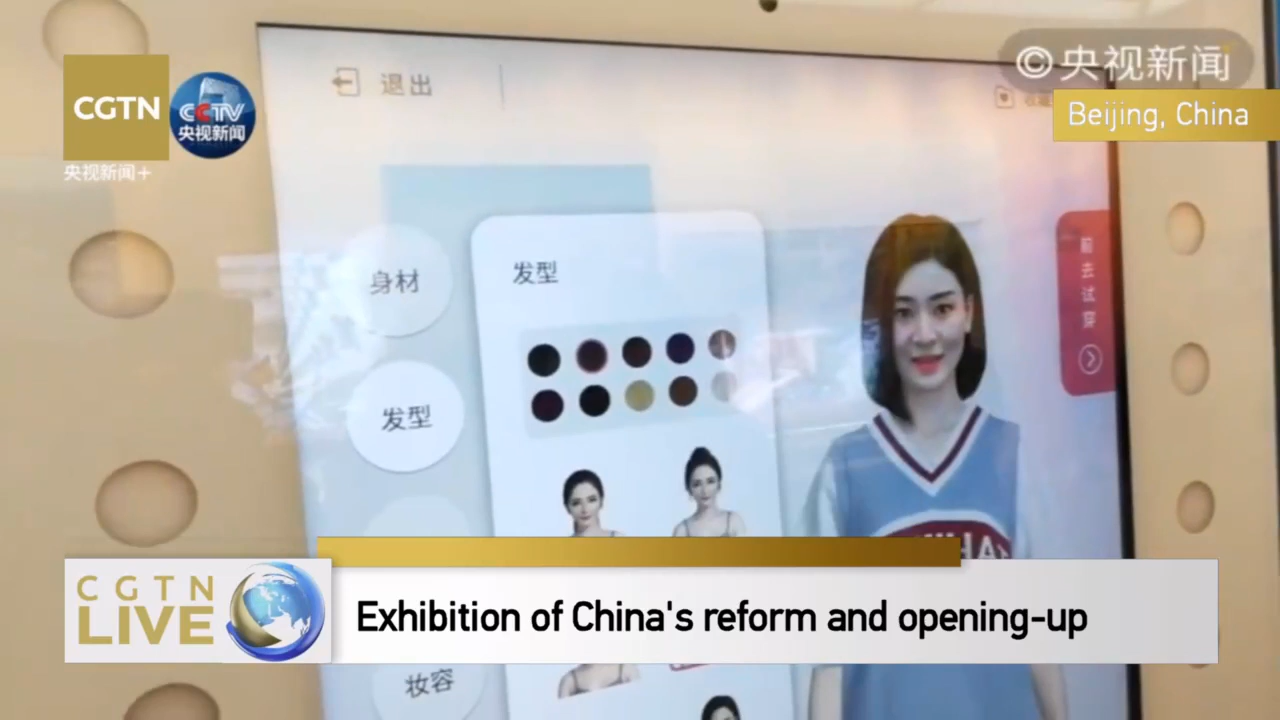 ©央视新闻
CGTN
CCTV
央视新闻
央视新闻+
Beijing, China
退出
身材
发型
发型
前去试穿
妆容
CGTN
LIVE
Exhibition of China's reform and opening-up